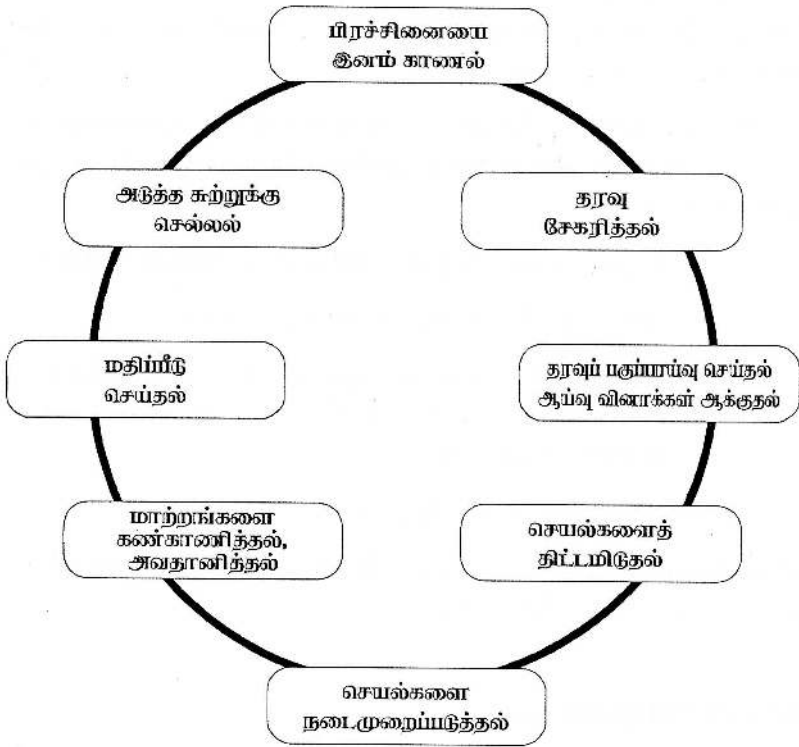 பிரச்சினையை
இனம் காணல்
தரவு
சேகரித்தல்
தரவுப் பகுப்பாய்வு செய்தல்
ஆய்வு வினாக்கள் ஆக்குதல்
செயல்களைத்
திட்டமிடுதல்
செயல்களை
நடைமுறைப்படுத்தல்
மாற்றங்களை
கண்காணித்தல்,
அவதானித்தல்
மதிப்பீடு
செய்தல்
அடுத்த சுற்றுக்கு
செல்லல்